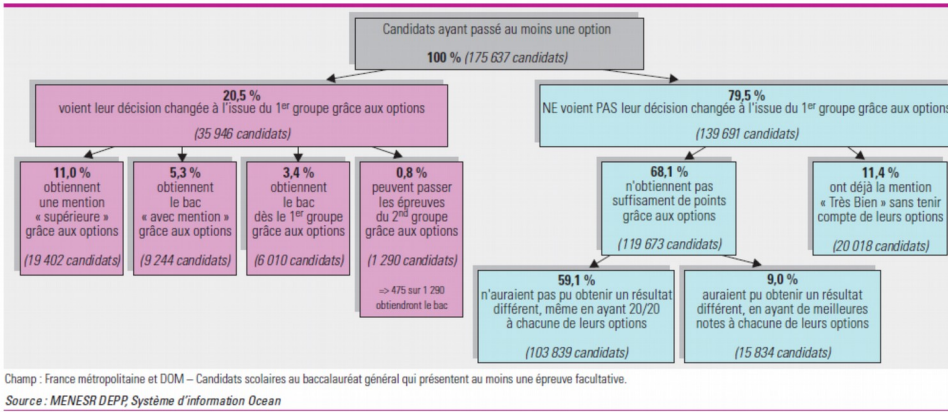 Candidats ayant passé au moins une option
100 % (175 637 candidats)
20,5 %
voient leur décision changée à l'issue du 1er groupe grâce aux options
(35 946 candidats)
79,5 %
NE voient PAS leur décision changée à l'issue du 1er groupe grâce aux options
(139 691 candidats)
11,0 %
obtiennent
une mention
« supérieure »
grâce aux options
(19 402 candidats)
5,3 %
obtiennent
le bac
« avec mention »
grâce aux options
(9 244 candidats)
3,4 %
obtiennent
le bac
dès le 1er groupe
grâce aux options
(6 010 candidats)
0,8 %
peuvent passer
les épreuves
du 2nd groupe
grâce aux options
(1 290 candidats)
=> 475 sur 1 290
obtiendront le bac
68,1 %
n'obtiennent pas
suffisament de points
grâce aux options
(119 673 candidats)
11,4 %
ont déjà la mention
« Très Bien » sans tenir
compte de leurs options
(20 018 candidats)
59,1 %
n'auraient pas pu obtenir un résultat
différent, même en ayant 20/20
à chacune de leurs options
(103 839 candidats)
9,0 %
auraient pu obtenir un résultat
différent, en ayant de meilleures
notes à chacune de leurs options
(15 834 candidats)
Champ : France métropolitaine et DOM – Candidats scolaires au baccalauréat général qui présentent au moins une épreuve facultative.
Source : MENESR DEPP, Système d'information Ocean